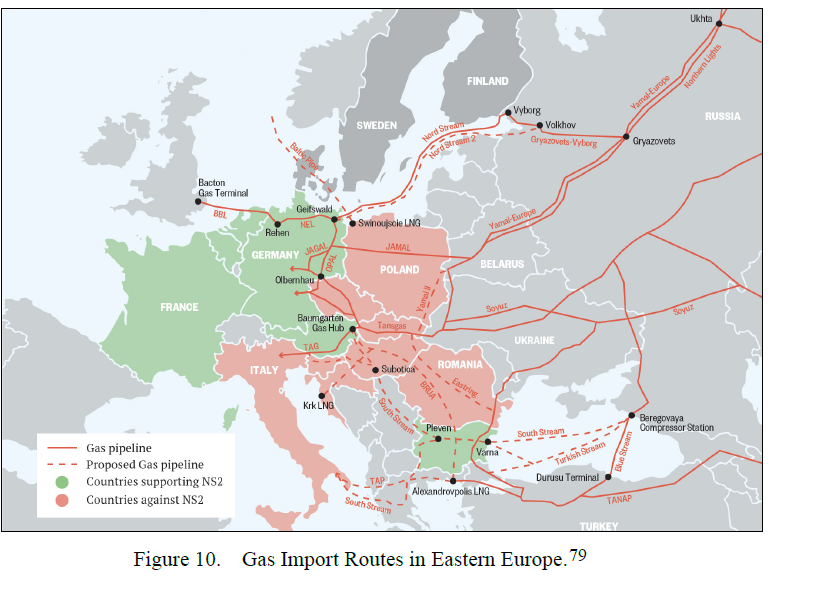 Ukhta
FINLAND
Yamal-Europe
Northern Lights
RUSSIA
SWEDEN
Vyborg
Volkhov
Nord Stream
Nord Stream 2
Gryazovets-Vyborg
Gryazovets
Baltic Pipe
Bacton
Gas Terminal
BBL
Geifswald
NEL
Rehen
Swinoujscie LNG
Yamal-Europe
JAGAL
OPAL
JAMAL
GERMANY
POLAND
BELARUS
Olbernhau
Yamal II
FRANCE
Soyuz
Soyuz
Baumgarten
Gas Hub
Tansgas
UKRAINE
TAG
ITALY
Subotica
ROMANIA
Eastring
BRUA
Krk LNG
South Stream
Pleven
Varna
South Stream
Turkish Stream
Beregovaya
Compressor Station
Blue Stream
Durusu Terminal
TAP
South Stream
Alexandrovpolis LNG
TANAP
TURKEY
Gas pipeline
Proposed Gas pipeline
Countries supporting NS2
Countries against NS2
Figure 10. Gas Import Routes in Eastern Europe.79